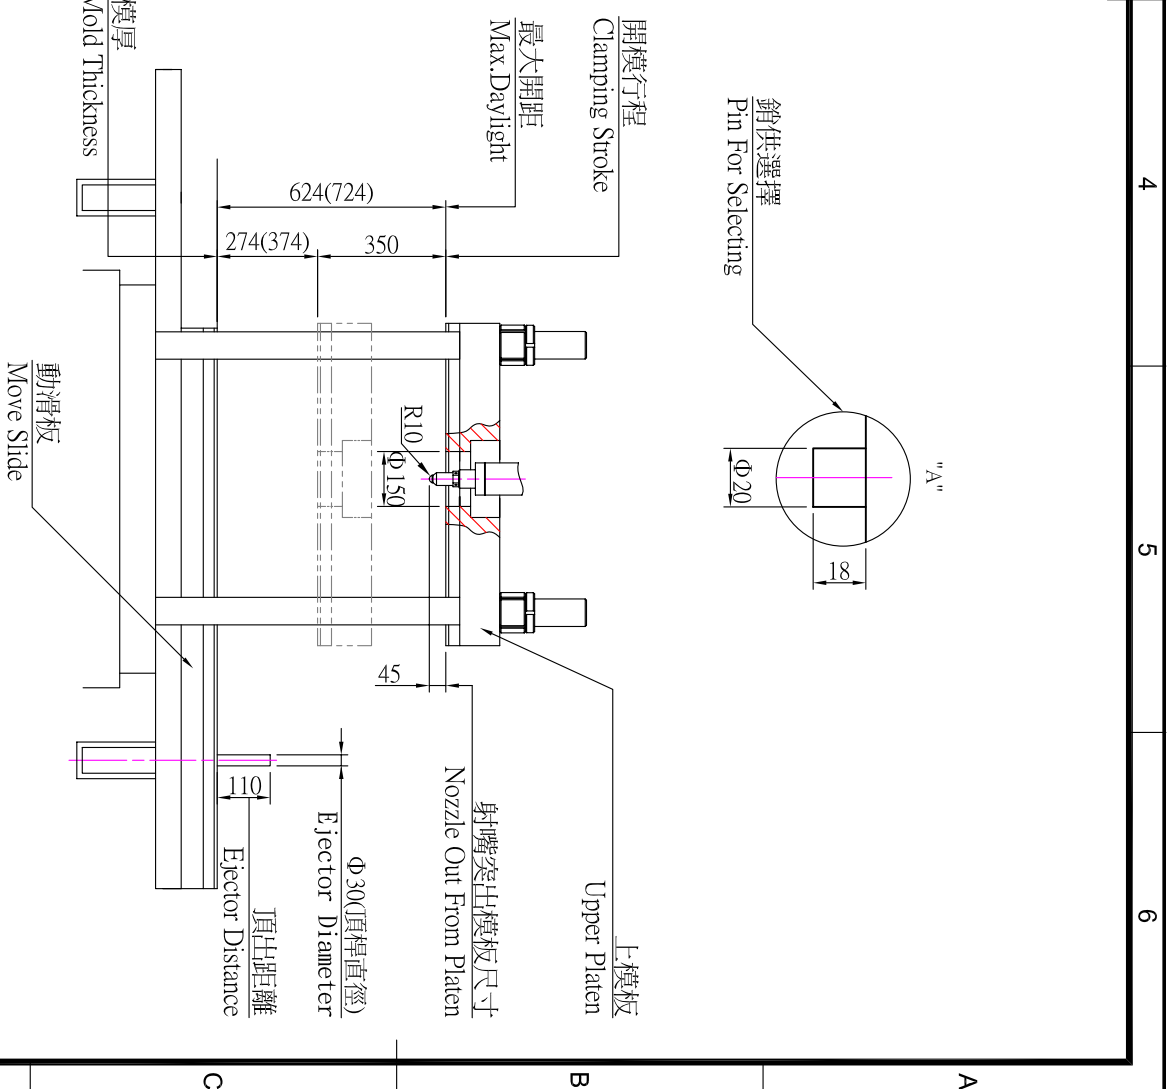 4
5
6
A
B
C
"A"
銷供選擇
Pin For Selecting
Φ20
18
開模行程
Clamping Stroke
最大開距
Max.Daylight
模厚
Mold Thickness
624(724)
274(374)
350
R10
Φ150
45
上模板
Upper Platen
射嘴突出模板尺寸
Nozzle Out From Platen
Φ30(頂桿直徑)
Ejector Diameter
110
頂出距離
Ejector Distance
動滑板
Move Slide